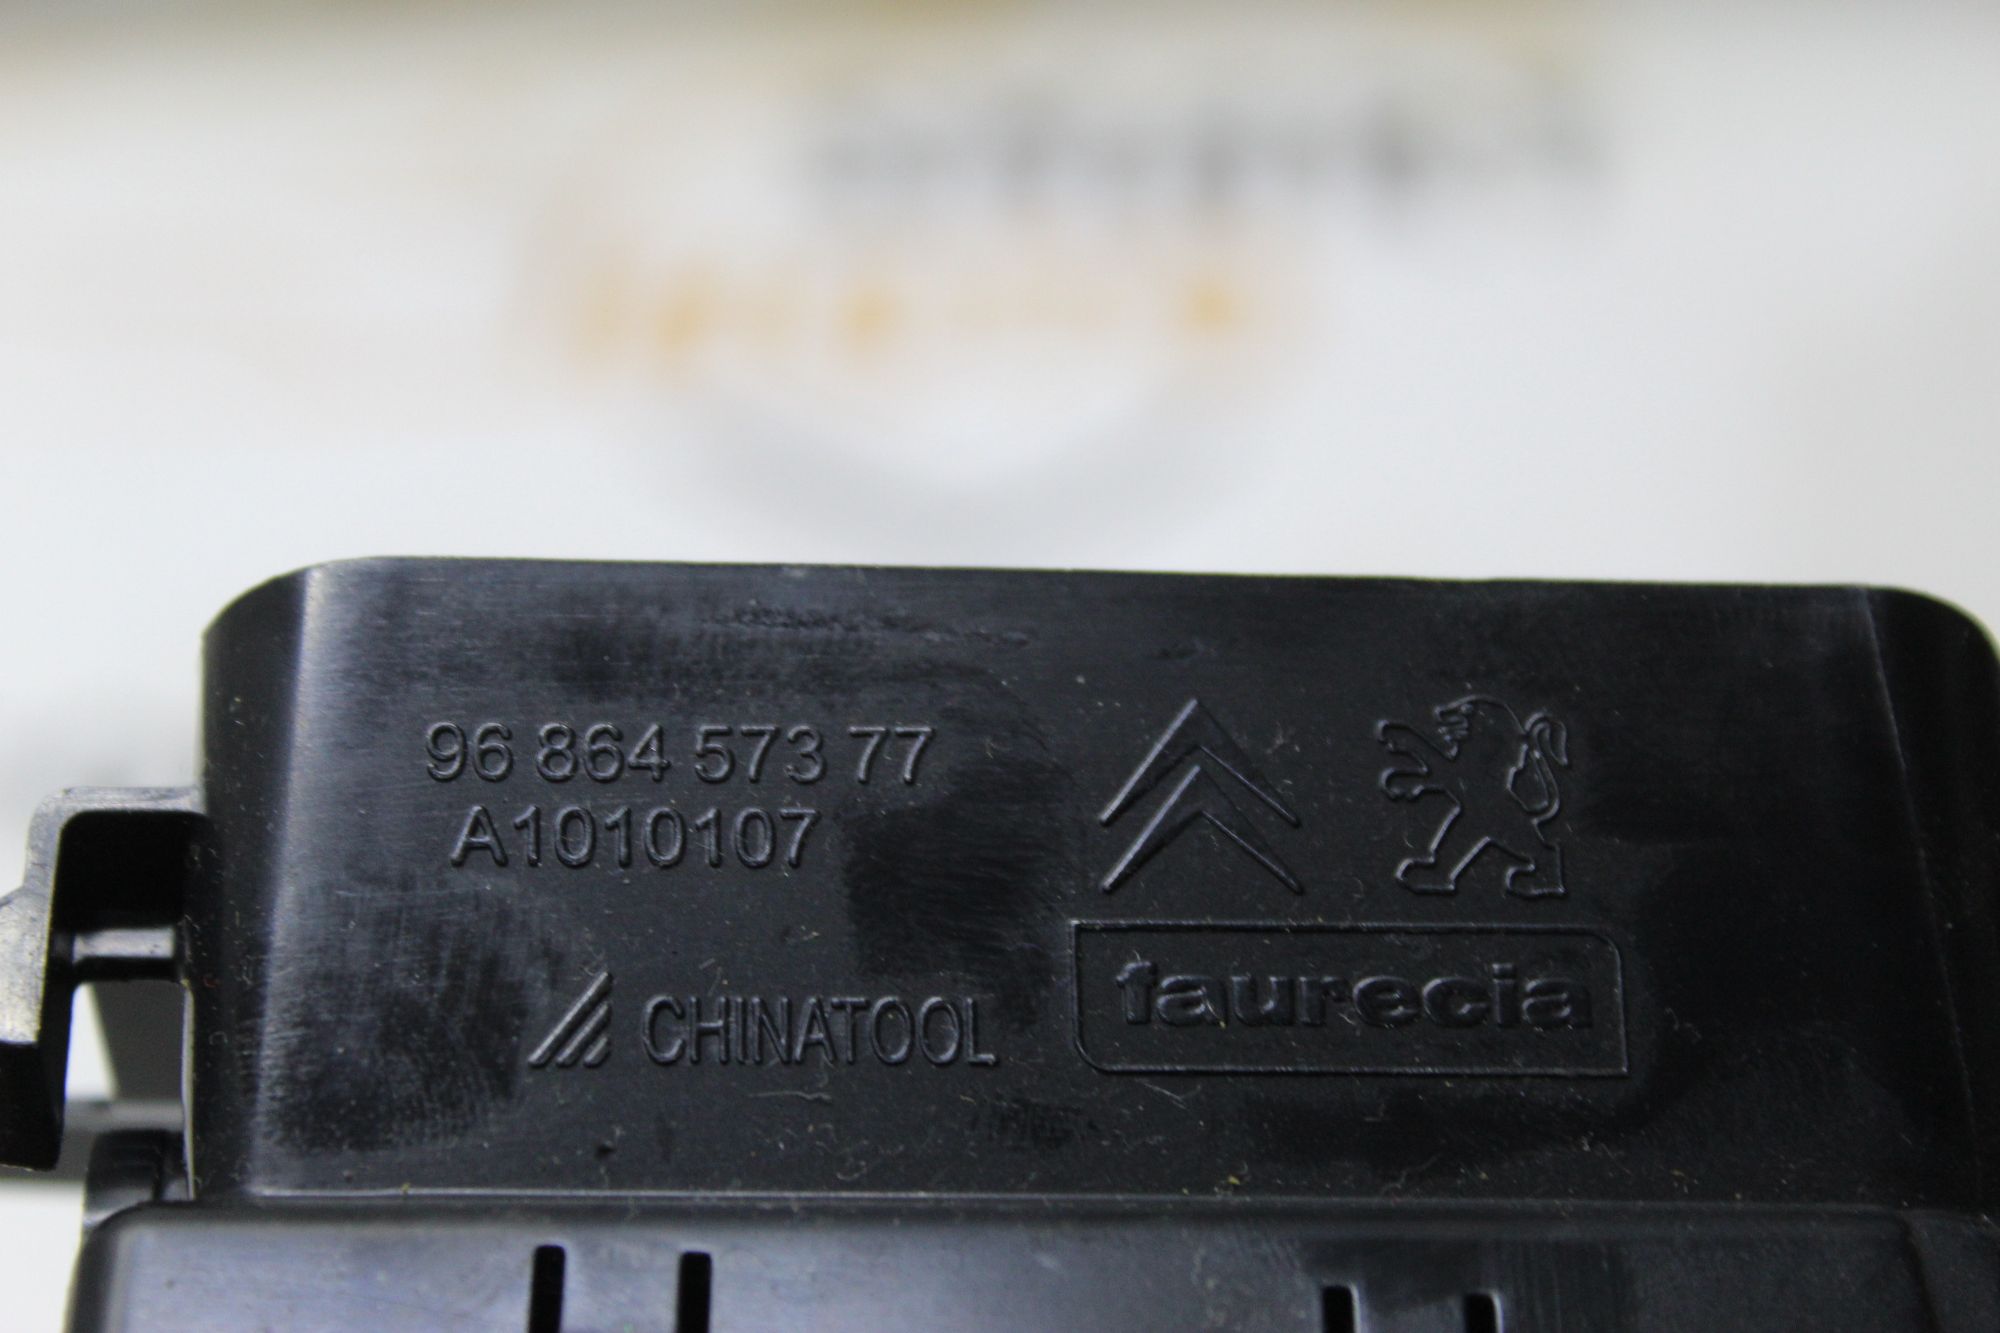 96 864 573 77
A1010107
CHINATOOL
faurecia